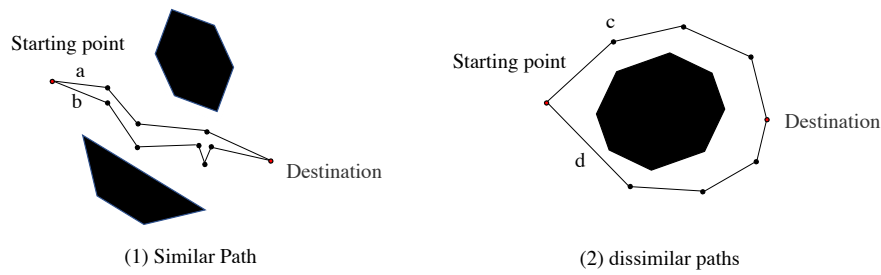 Starting point
a
b
Destination
(1) Similar Path
c
Starting point
Destination
d
(2) dissimilar paths